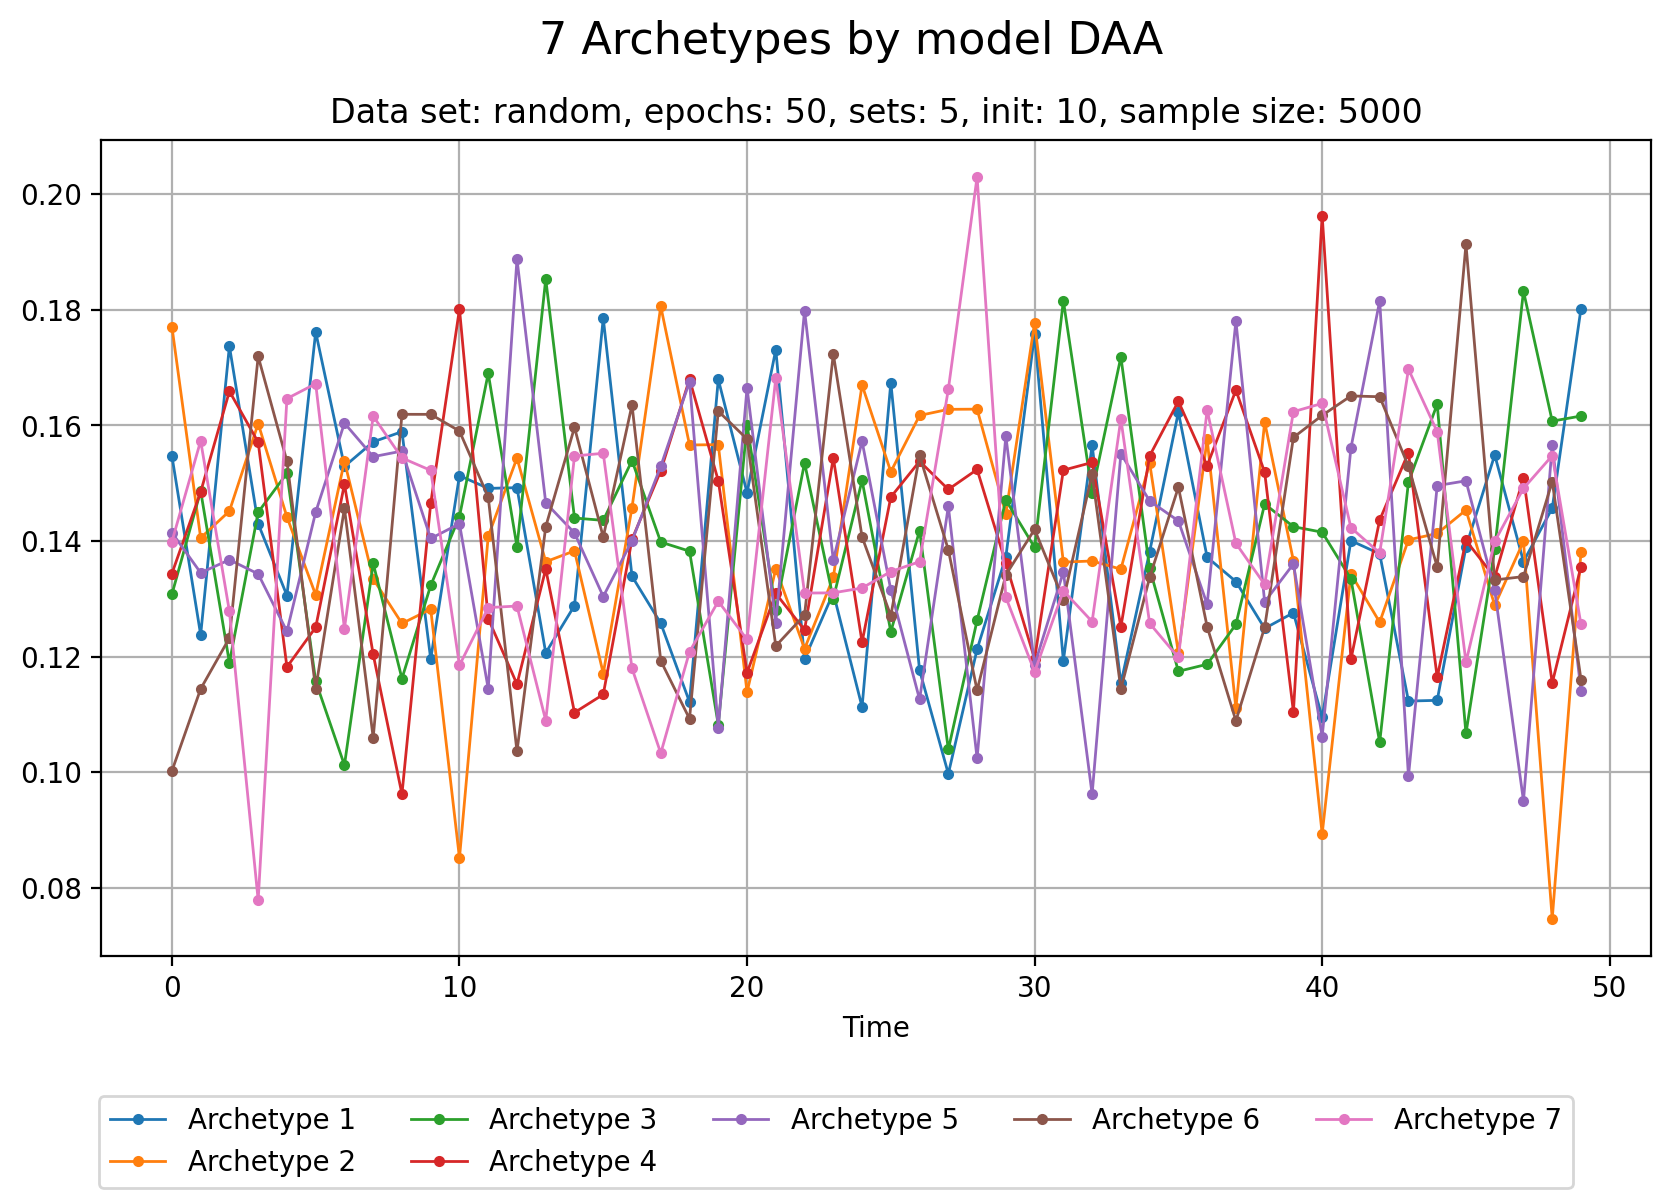 7 Archetypes by model DAA
Data set: random, epochs: 50, sets: 5, init: 10, sample size: 5000
0.20
0.18
0.16
0.14
0.12
0.10
0.08
0 10 20 30 40 50
Time
Archetype 1 Archetype 3 Archetype 5 Archetype 6 Archetype 7
Archetype 2 Archetype 4